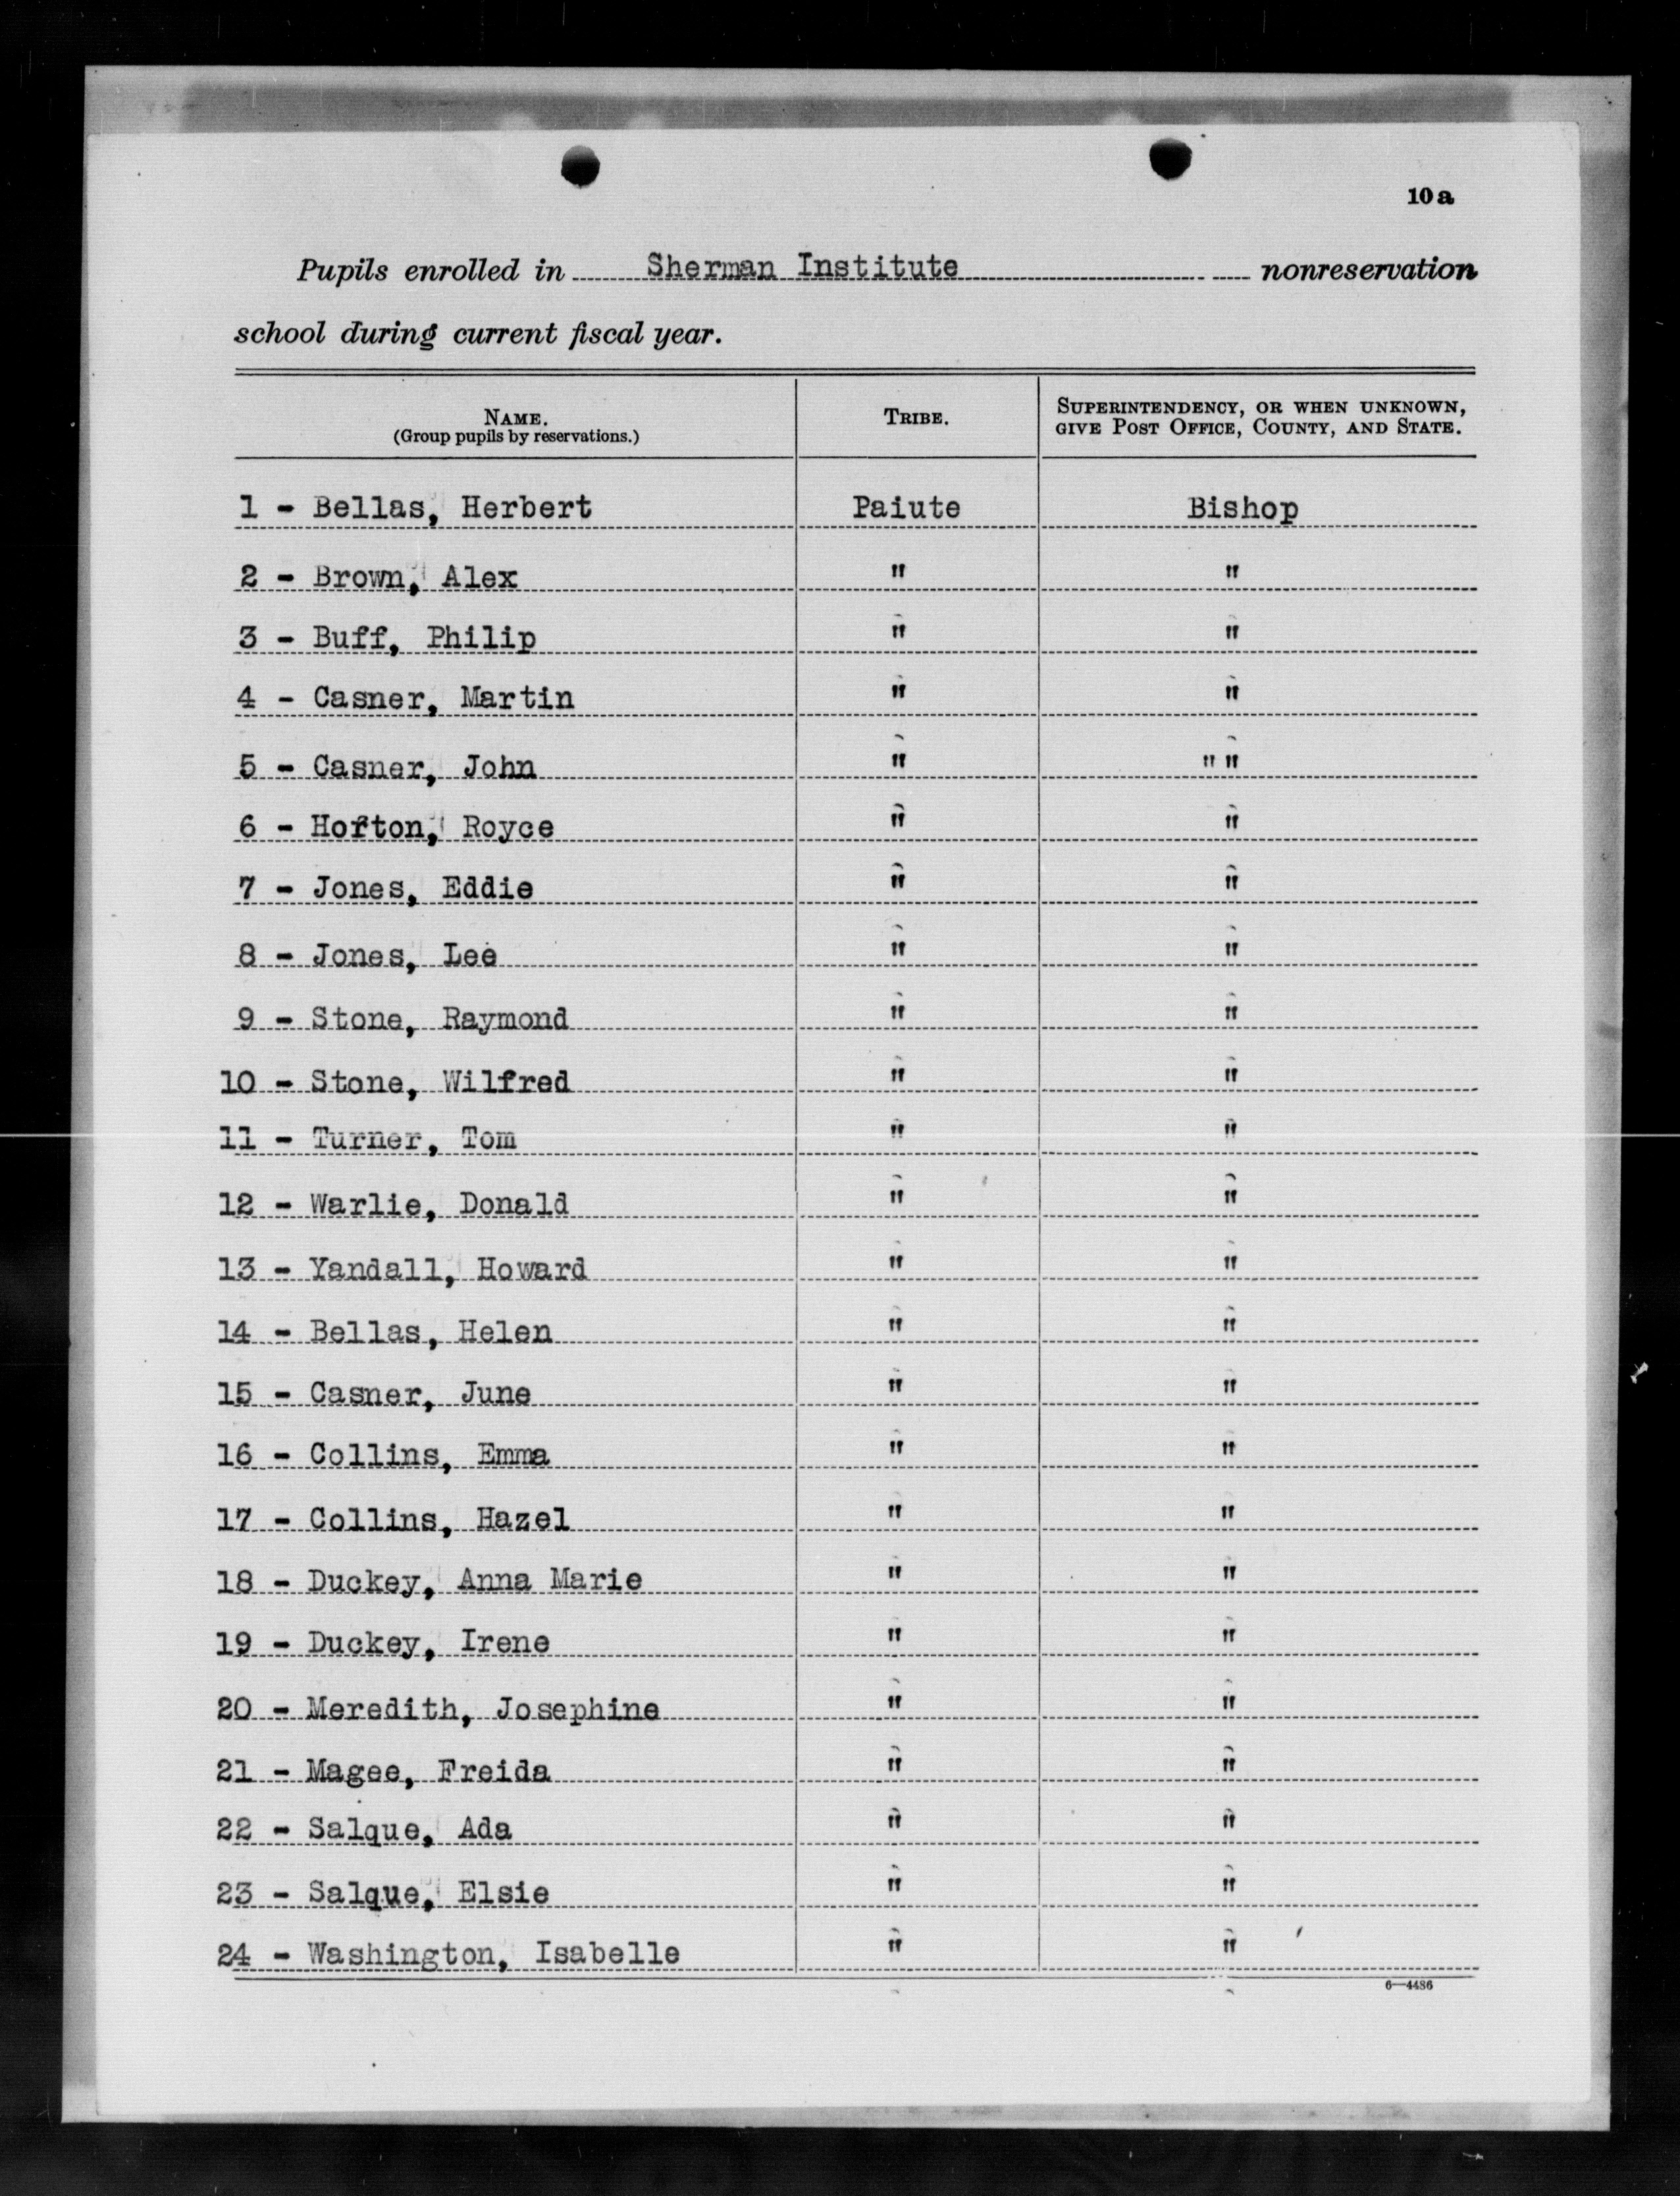 10a
Pupils enrolled in Sherman Institute nonreservation
school during current fiscal year.
NAME. TRIBE. SUPERINTENDENCY, OR WHEN UNKNOWN,
(Group pupils by reservations.) GIVE POST OFFICE, COUNTY, AND STATE.
1 - Bellas, Herbert Paiute Bishop
2 - Brown, Alex " "
3 - Buff, Philip " "
4 - Casner, Martin " "
5 - Casner, John " " "
6 - Horton, Royce " "
7 - Jones, Eddie " "
8 - Jones, Lee " "
9 - Stone, Raymond " "
10 - Stone, Wilfred " "
11 - Turner, Tom " "
12 - Warlie, Donald " "
13 - Yandall, Howard " "
14 - Bellas, Helen " "
15 - Casner, June " "
16 - Collins, Emma " "
17 - Collins, Hazel " "
18 - Duckey, Anna Marie " "
19 - Duckey, Irene " "
20 - Meredith, Josephine " "
21 - Magee, Freida " "
22 - Salque, Ada " "
23 - Salque, Elsie " "
24 - Washington, Isabelle " "
6—4486